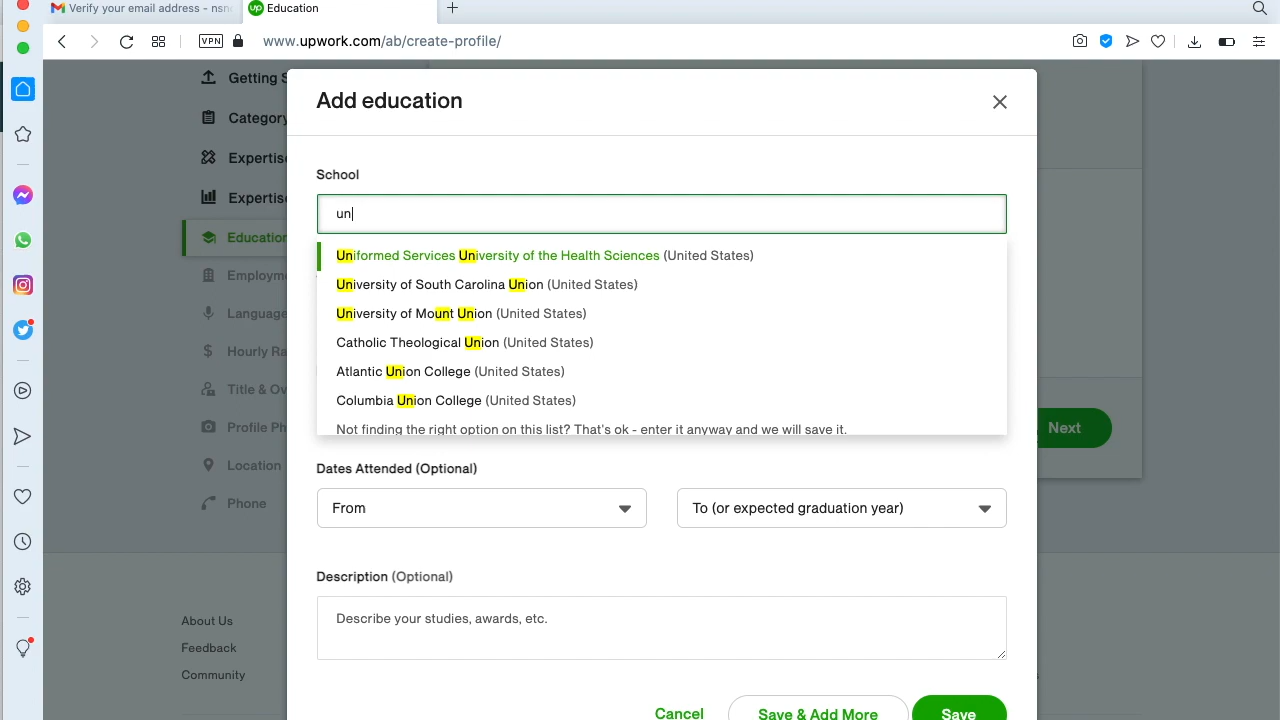 Verify your email address - nsn
up Education
VPN www.upwork.com/ab/create-profile/
Getting S
Category
Expertise
Expertise
Education
Employme
Language
$ Hourly Ra
Title & Ov
Profile Ph
Location
Phone
Add education
School
un
Uniformed Services University of the Health Sciences (United States)
University of South Carolina Union (United States)
University of Mount Union (United States)
Catholic Theological Union (United States)
Atlantic Union College (United States)
Columbia Union College (United States)
Not finding the right option on this list? That's ok - enter it anyway and we will save it.
Dates Attended (Optional)
From
To (or expected graduation year)
Description (Optional)
Describe your studies, awards, etc.
Cancel
Save & Add More
Save
Next
About Us
Feedback
Community